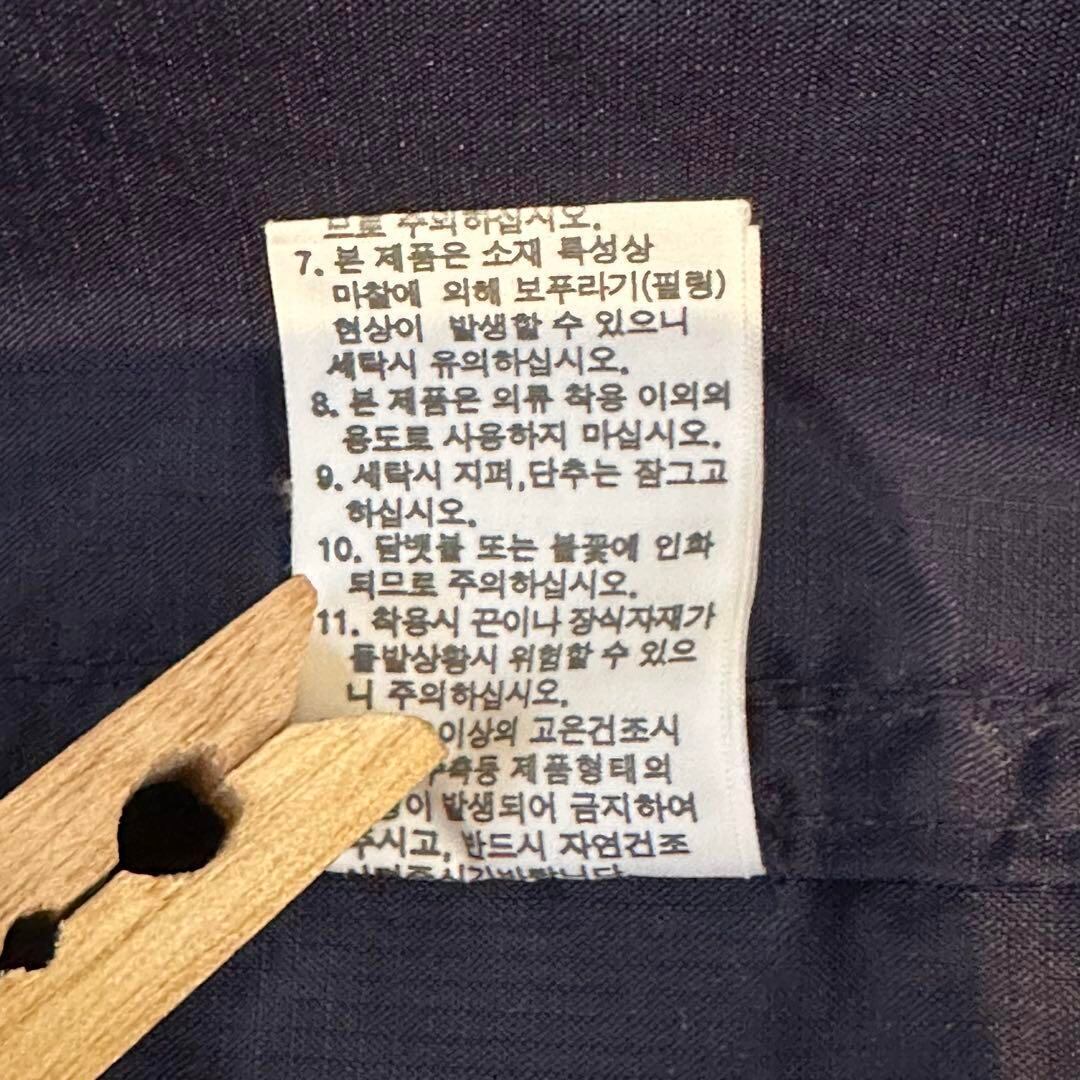 므로 주의하십시오.
7. 본 제품은 소재 특성상
마찰에 의해 보푸라기(필링)
현상이 발생할 수 있으니
세탁시 유의하십시오.
8. 본 제품은 의류 착용 이외의
용도로 사용하지 마십시오.
9. 세탁시 지퍼,단추는 잠그고
하십시오.
10. 담뱃불 또는 불꽃에 인화
되므로 주의하십시오.
11. 착용시 끈이나 장식자재가
돌발상황시 위험할 수 있으
니 주의하십시오.
이상의 고온건조시
제품형태의
발생되어 금지하여
주시고, 반드시 자연건조